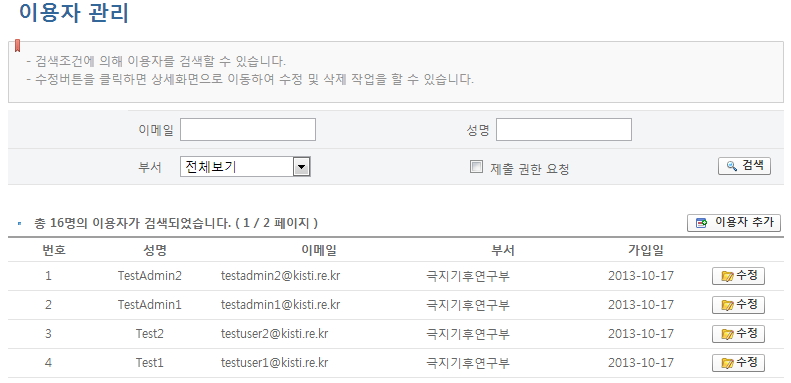 이용자 관리
- 검색조건에 의해 이용자를 검색할 수 있습니다.
- 수정버튼을 클릭하면 상세화면으로 이동하여 수정 및 삭제 작업을 할 수 있습니다.
이메일 성명
부서 전체보기 제출 권한 요청 검색
총 16명의 이용자가 검색되었습니다. ( 1 / 2 페이지 ) 이용자 추가
번호 성명 이메일 부서 가입일
1 TestAdmin2 testadmin2@kisti.re.kr 극지기후연구부 2013-10-17 수정
2 TestAdmin1 testadmin1@kisti.re.kr 극지기후연구부 2013-10-17 수정
3 Test2 testuser2@kisti.re.kr 극지기후연구부 2013-10-17 수정
4 Test1 testuser1@kisti.re.kr 극지기후연구부 2013-10-17 수정